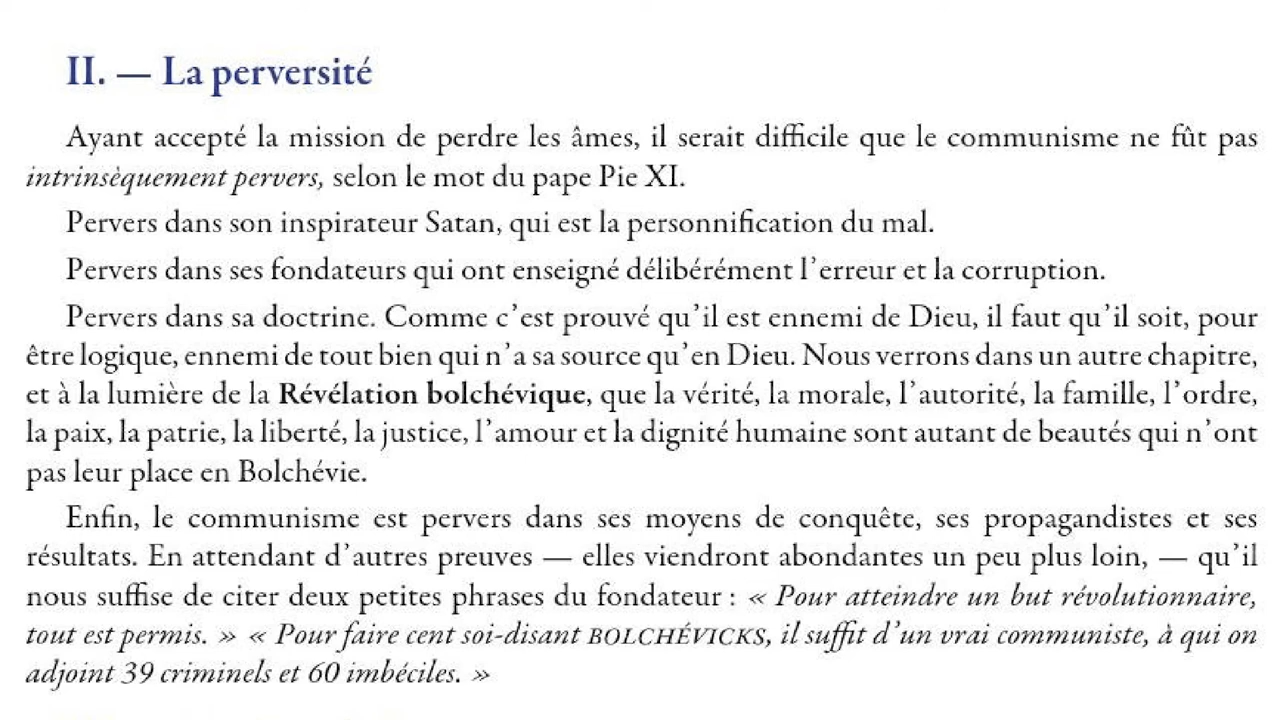 II. — La perversité
Ayant accepté la mission de perdre les âmes, il serait difficile que le communisme ne fût pas
intrinsèquement pervers, selon le mot du pape Pie XI.
Pervers dans son inspirateur Satan, qui est la personnification du mal.
Pervers dans ses fondateurs qui ont enseigné délibérément l’erreur et la corruption.
Pervers dans sa doctrine. Comme c’est prouvé qu’il est ennemi de Dieu, il faut qu’il soit, pour
être logique, ennemi de tout bien qui n’a sa source qu’en Dieu. Nous verrons dans un autre chapitre,
et à la lumière de la Révélation bolchévique, que la vérité, la morale, l’autorité, la famille, l’ordre,
la paix, la patrie, la liberté, la justice, l’amour et la dignité humaine sont autant de beautés qui n’ont
pas leur place en Bolchévie.
Enfin, le communisme est pervers dans ses moyens de conquête, ses propagandistes et ses
résultats. En attendant d’autres preuves — elles viendront abondantes un peu plus loin, — qu’il
nous suffise de citer deux petites phrases du fondateur : « Pour atteindre un but révolutionnaire,
tout est permis. » « Pour faire cent soi-disant BOLCHÉVICKS, il suffit d’un vrai communiste, à qui on
adjoint 39 criminels et 60 imbéciles. »